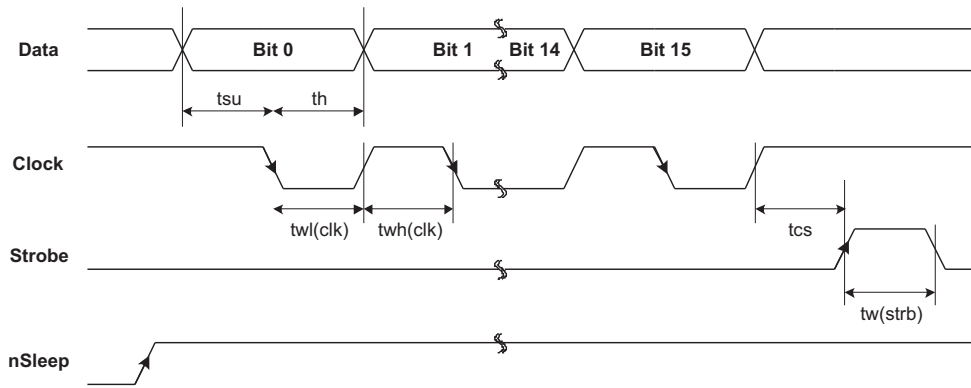 Data Bit 0 Bit 1 Bit 14 Bit 15
tsu th
Clock
twl(clk) twh(clk) tcs
Strobe
tw(strb)
nSleep